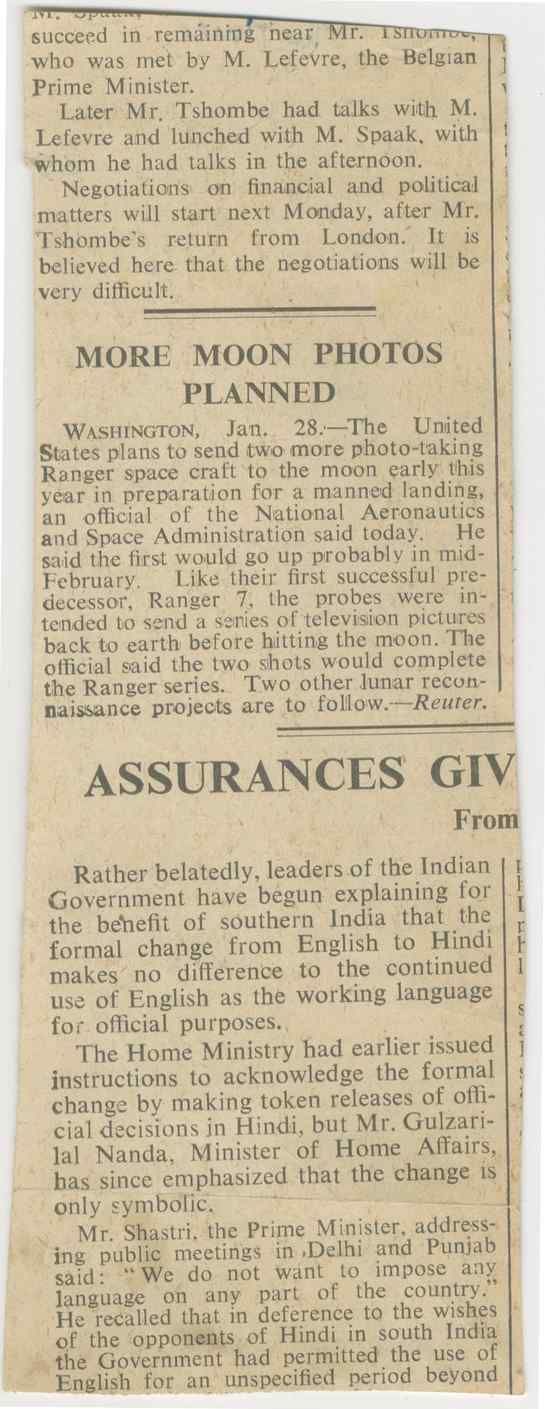 M. Spaak,
succeed in remaining near Mr. Tshombe,
who was met by M. Lefevre, the Belgian
Prime Minister.
Later Mr. Tshombe had talks with M.
Lefevre and lunched with M. Spaak, with
whom he had talks in the afternoon.
Negotiations on financial and political
matters will start next Monday, after Mr.
Tshombe's return from London. It is
believed here that the negotiations will be
very difficult.
MORE MOON PHOTOS
PLANNED
WASHINGTON, Jan. 28.—The United
States plans to send two more photo-taking
Ranger space craft to the moon early this
year in preparation for a manned landing,
an official of the National Aeronautics
and Space Administration said today. He
said the first would go up probably in mid-
February. Like their first successful pre-
decessor, Ranger 7, the probes were in-
tended to send a series of television pictures
back to earth before hitting the moon. The
official said the two shots would complete
the Ranger series. Two other lunar recon-
naissance projects are to follow.—Reuter.
ASSURANCES GIV
From
Rather belatedly, leaders of the Indian
Government have begun explaining for
the benefit of southern India that the
formal change from English to Hindi
makes no difference to the continued
use of English as the working language
for official purposes.
The Home Ministry had earlier issued
instructions to acknowledge the formal
change by making token releases of offi-
cial decisions in Hindi, but Mr. Gulzari-
lal Nanda, Minister of Home Affairs,
has since emphasized that the change is
only symbolic.
Mr. Shastri, the Prime Minister, address-
ing public meetings in Delhi and Punjab
said: "We do not want to impose any
language on any part of the country."
He recalled that in deference to the wishes
of the opponents of Hindi in south India
the Government had permitted the use of
English for an unspecified period beyond